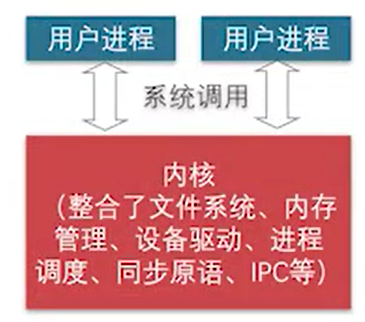 用户进程
用户进程
系统调用
内核
（整合了文件系统、内存
管理、设备驱动、进程
调度、同步原语、IPC等）